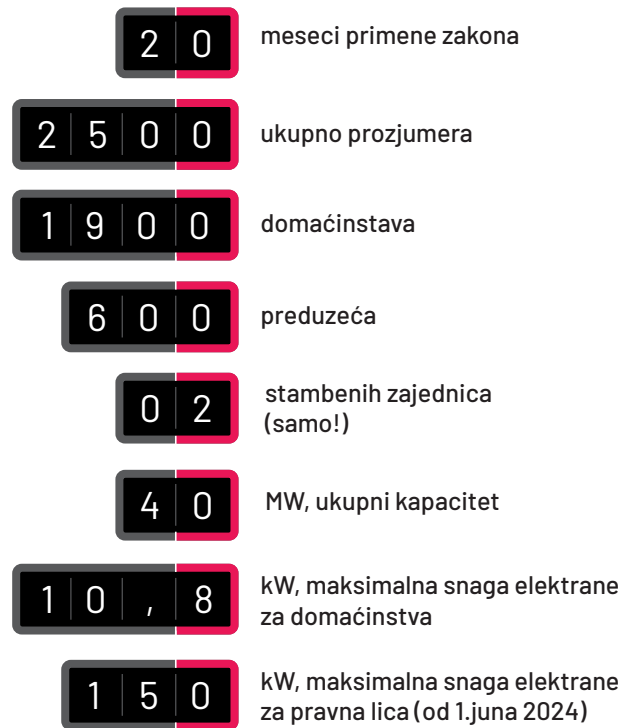 20 meseci primene zakona
2500 ukupno prozjumera
1900 domaćinstava
600 preduzeća
02 stambenih zajednica
(samo!)
40 MW, ukupni kapacitet
10,8 kW, maksimalna snaga elektrane
za domaćinstva
150 kW, maksimalna snaga elektrane
za pravna lica (od 1.juna 2024)